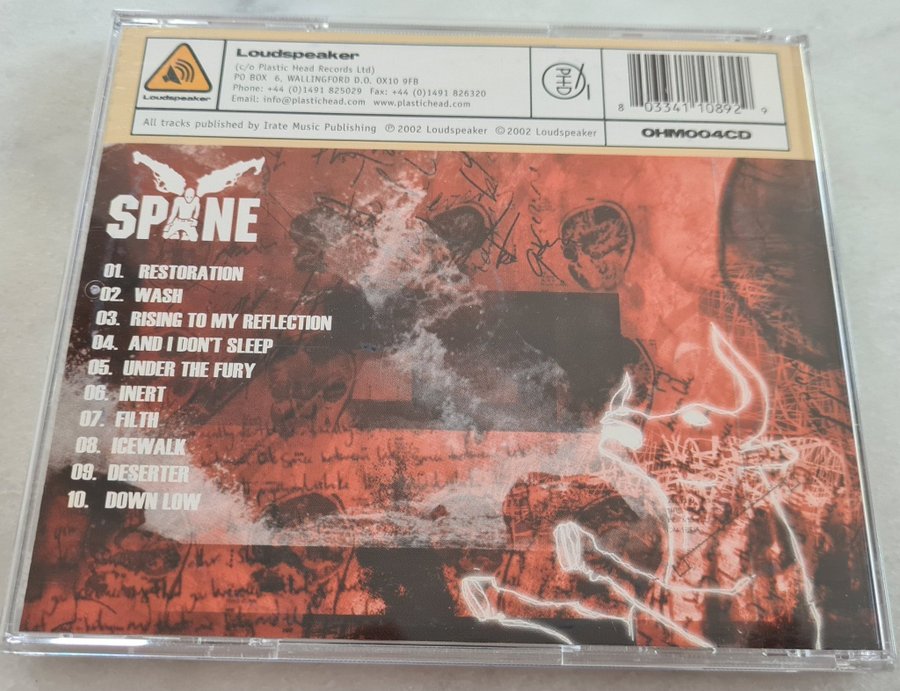 Loudspeaker
(c/o Plastic Head Records Ltd)
PO BOX 6, WALLINGFORD D.O. OX10 9FB
Phone: +44 (0)1491 825029 Fax: +44 (0)1491 826320
Email: info@plastichead.com www.plastichead.com
Loudspeaker
PHD
8 03341 10892 9
All tracks published by Irate Music Publishing ℗ 2002 Loudspeaker © 2002 Loudspeaker
OHM004CD
SPINE
01. RESTORATION
02. WASH
03. RISING TO MY REFLECTION
04. AND I DON'T SLEEP
05. UNDER THE FURY
06. INERT
07. FILTH
08. ICEWALK
09. DESERTER
10. DOWN LOW